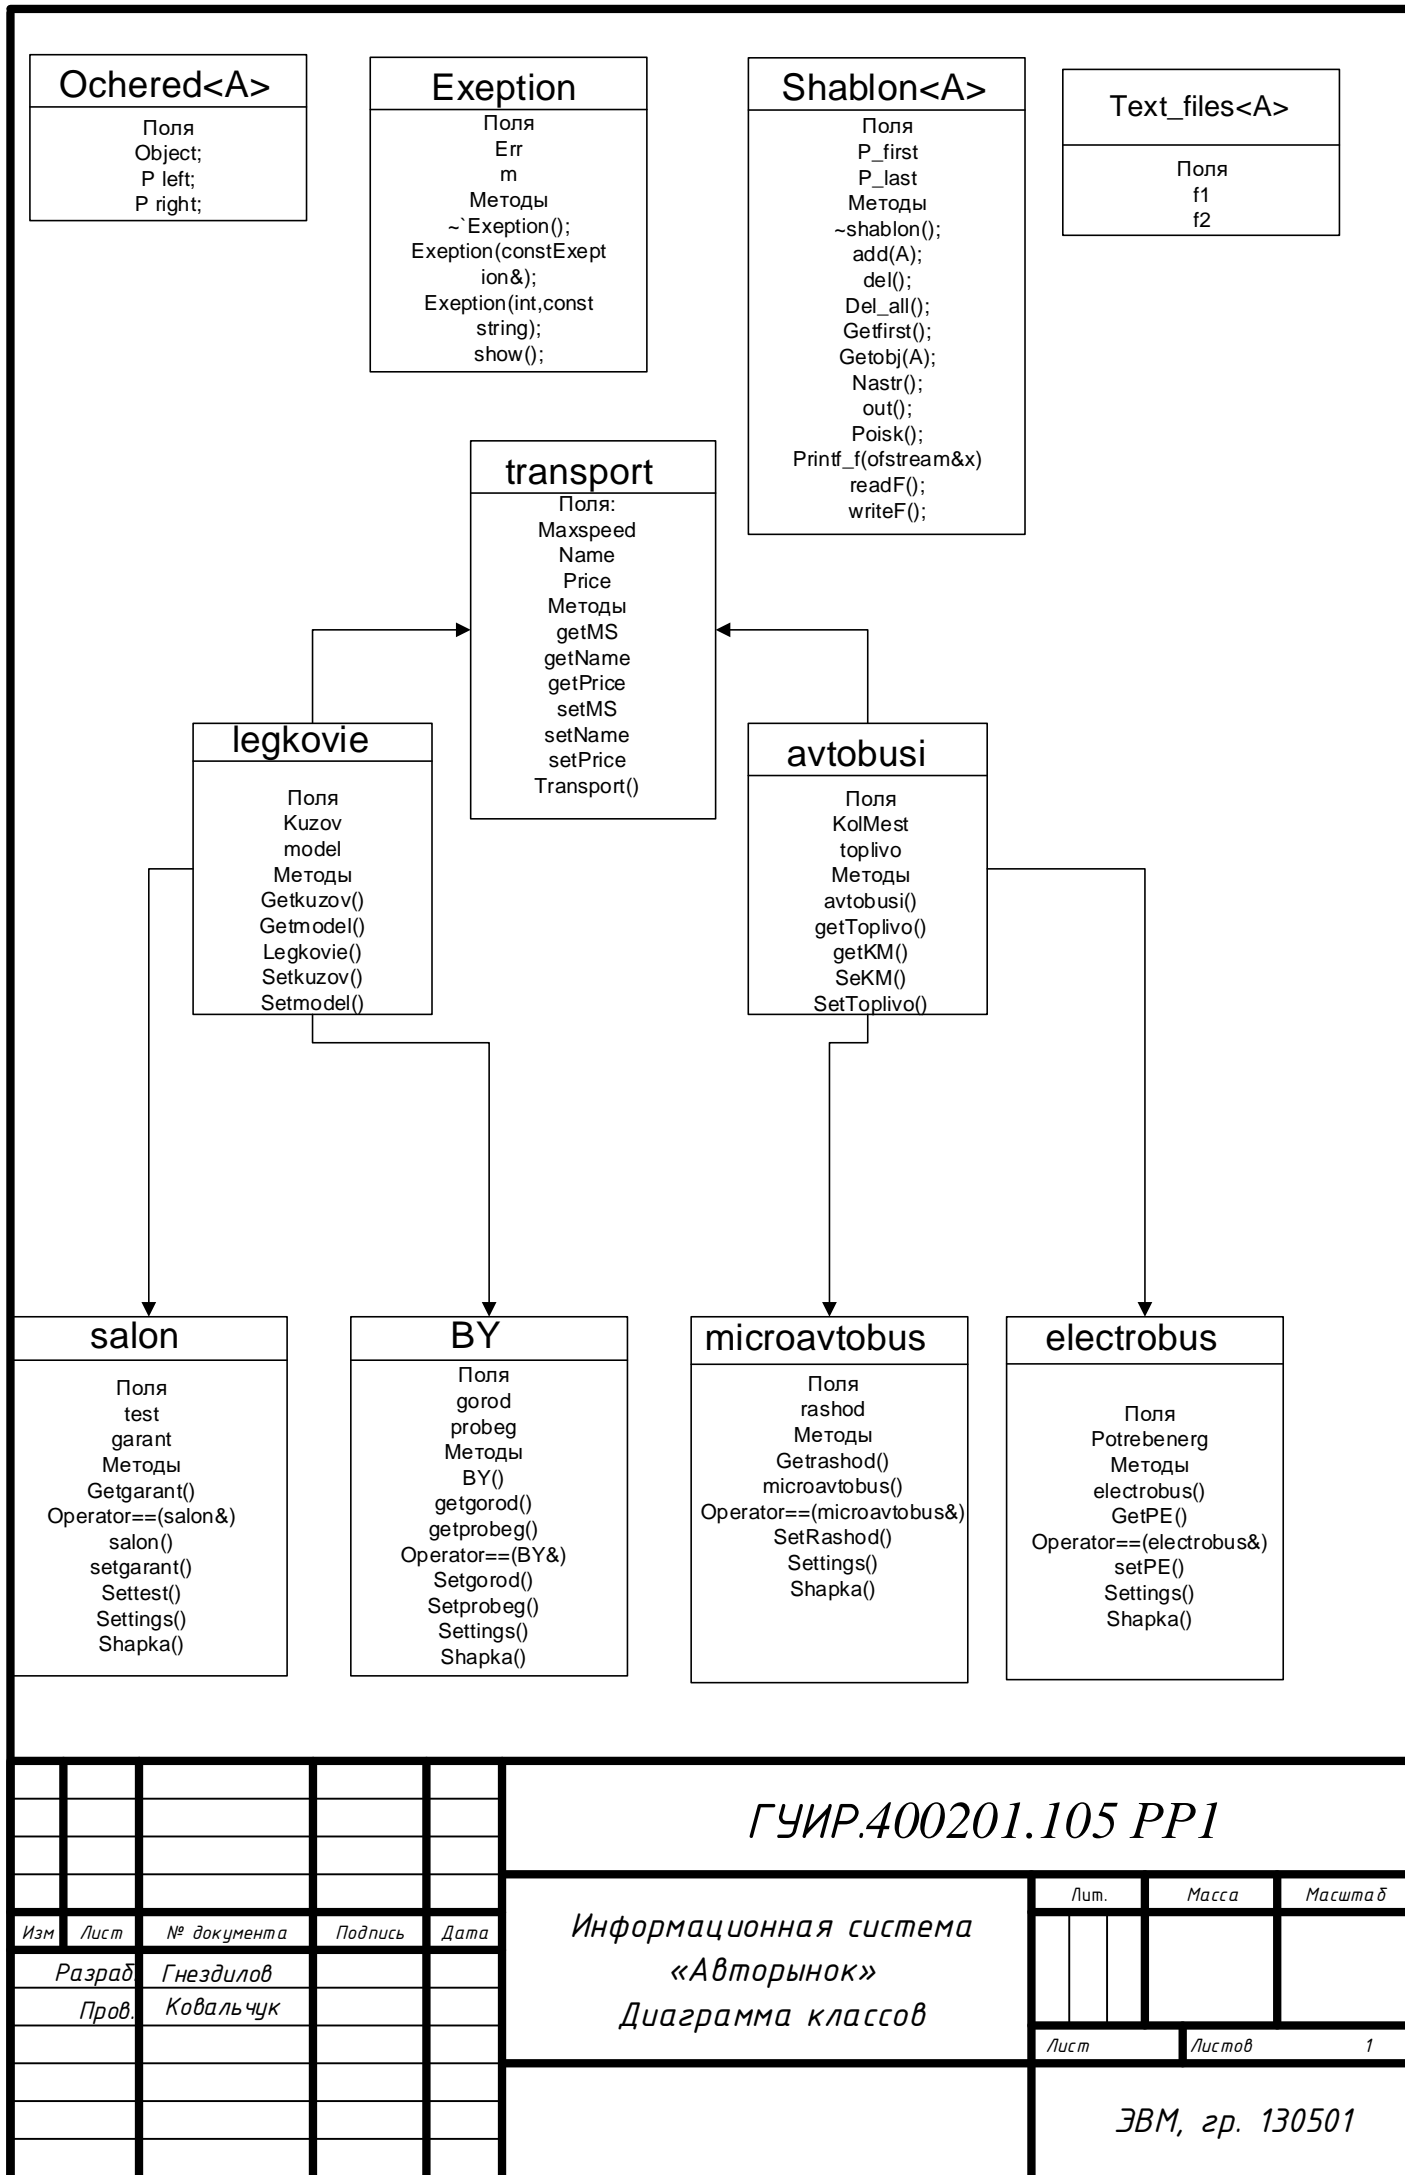 Ochered<A>
Поля
Object;
P left;
P right;
Exeption
Поля
Err
m
Методы
~`Exeption();
Exeption(constExept
ion&);
Exeption(int,const
string);
show();
Shablon<A>
Поля
P_first
P_last
Методы
~shablon();
add(A);
del();
Del_all();
Getfirst();
Getobj(A);
Nastr();
out();
Poisk();
Printf_f(ofstream&x)
readF();
writeF();
Text_files<A>
Поля
f1
f2
transport
Поля:
Maxspeed
Name
Price
Методы
getMS
getName
getPrice
setMS
setName
setPrice
Transport()
legkovie
Поля
Kuzov
model
Методы
Getkuzov()
Getmodel()
Legkovie()
Setkuzov()
Setmodel()
avtobusi
Поля
KolMest
toplivo
Методы
avtobusi()
getToplivo()
getKM()
SeKM()
SetToplivo()
salon
Поля
test
garant
Методы
Getgarant()
Operator==(salon&)
salon()
setgarant()
Settest()
Settings()
Shapka()
BY
Поля
gorod
probeg
Методы
BY()
getgorod()
getprobeg()
Operator==(BY&)
Setgorod()
Setprobeg()
Settings()
Shapka()
microavtobus
Поля
rashod
Методы
Getrashod()
microavtobus()
Operator==(microavtobus&)
SetRashod()
Settings()
Shapka()
electrobus
Поля
Potrebenerg
Методы
electrobus()
GetPE()
Operator==(electrobus&)
setPE()
Settings()
Shapka()
ГУИР.400201.105 РР1
Изм Лист № документа Подпись Дата
Разраб. Гнездилов
Пров. Ковальчук
Информационная система
«Авторынок»
Диаграмма классов
Лит. Масса Масштаб
Лист Листов 1
ЭВМ, гр. 130501